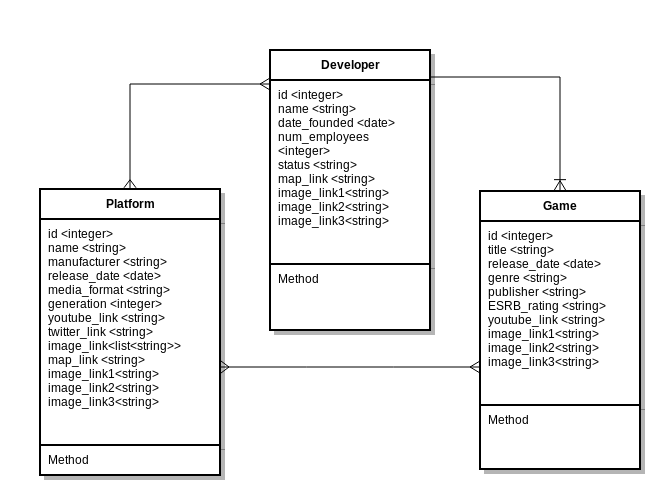 Developer
id <integer>
name <string>
date_founded <date>
num_employees
<integer>
status <string>
map_link <string>
image_link1<string>
image_link2<string>
image_link3<string>
Method
Platform
id <integer>
name <string>
manufacturer <string>
release_date <date>
media_format <string>
generation <integer>
youtube_link <string>
twitter_link <string>
image_link<list<string>>
map_link <string>
image_link1<string>
image_link2<string>
image_link3<string>
Method
Game
id <integer>
title <string>
release_date <date>
genre <string>
publisher <string>
ESRB_rating <string>
youtube_link <string>
image_link1<string>
image_link2<string>
image_link3<string>
Method